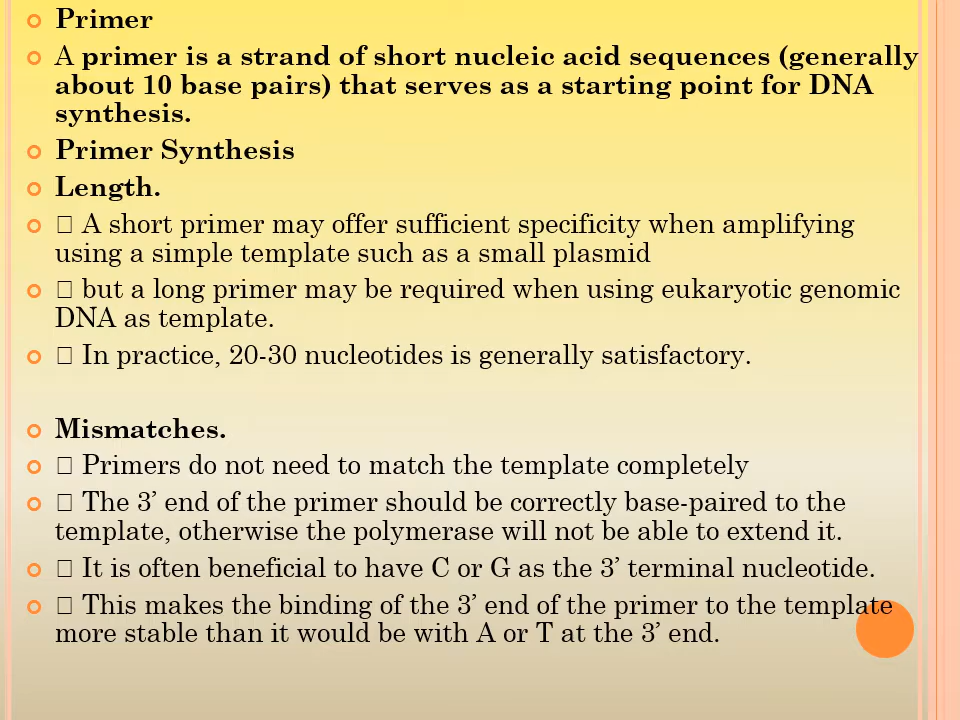 Primer
A primer is a strand of short nucleic acid sequences (generally
about 10 base pairs) that serves as a starting point for DNA
synthesis.
Primer Synthesis
Length.
□ A short primer may offer sufficient specificity when amplifying
using a simple template such as a small plasmid
□ but a long primer may be required when using eukaryotic genomic
DNA as template.
□ In practice, 20-30 nucleotides is generally satisfactory.
Mismatches.
□ Primers do not need to match the template completely
□ The 3’ end of the primer should be correctly base-paired to the
template, otherwise the polymerase will not be able to extend it.
□ It is often beneficial to have C or G as the 3’ terminal nucleotide.
□ This makes the binding of the 3’ end of the primer to the template
more stable than it would be with A or T at the 3’ end.